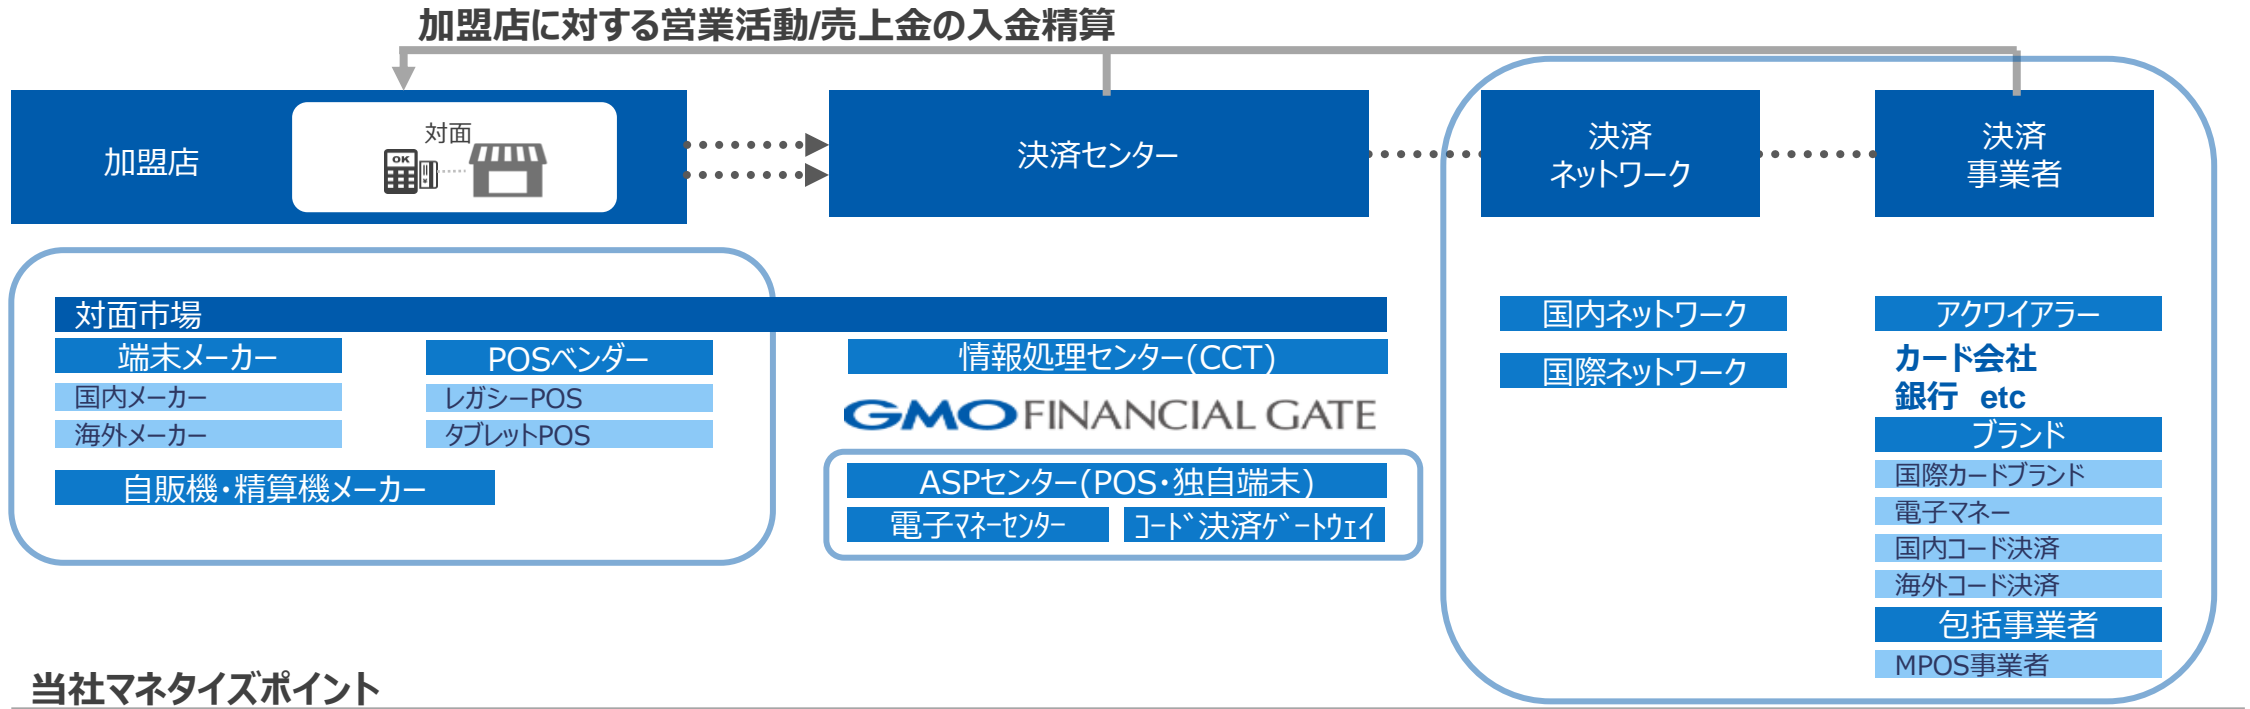 加盟店に対する営業活動/売上金の入金精算
加盟店
対面
OK
決済センター
決済
ネットワーク
決済
事業者
対面市場
端末メーカー
国内メーカー
海外メーカー
POSベンダー
レガシーPOS
タブレットPOS
自販機・精算機メーカー
情報処理センター(CCT)
GMO FINANCIAL GATE
ASPセンター(POS・独自端末)
電子マネーセンター
コード決済ゲートウェイ
国内ネットワーク
国際ネットワーク
アクワイアラー
カード会社
銀行 etc
ブランド
国際カードブランド
電子マネー
国内コード決済
海外コード決済
包括事業者
MPOS事業者
当社マネタイズポイント